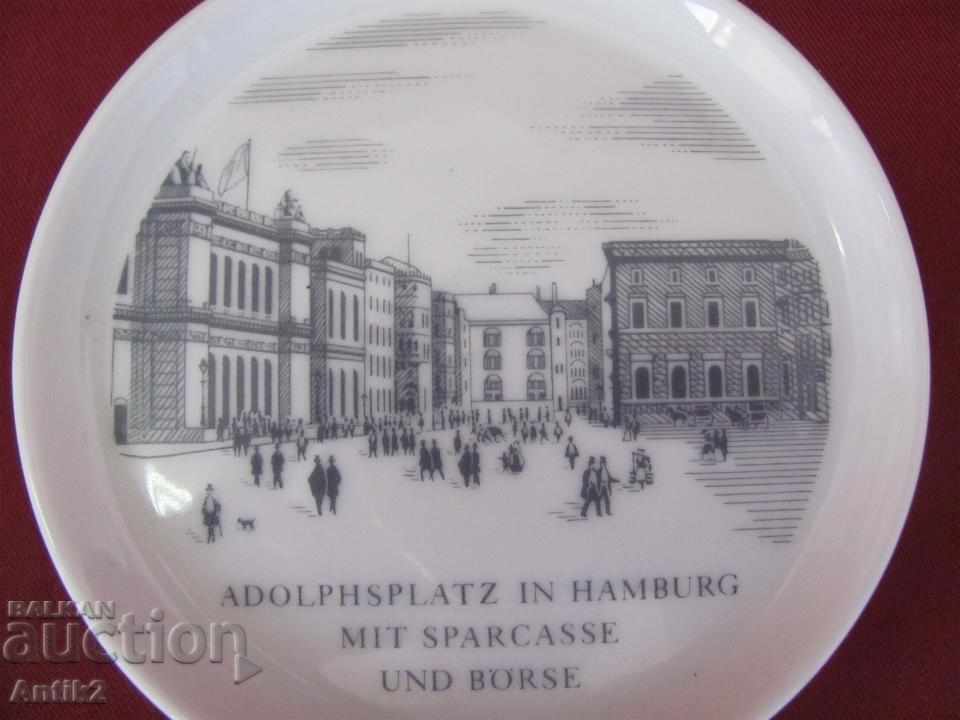 ADOLPHSPLATZ IN HAMBURG
MIT SPARCASSE
UND BÖRSE
BALKAN
auction
Antik2